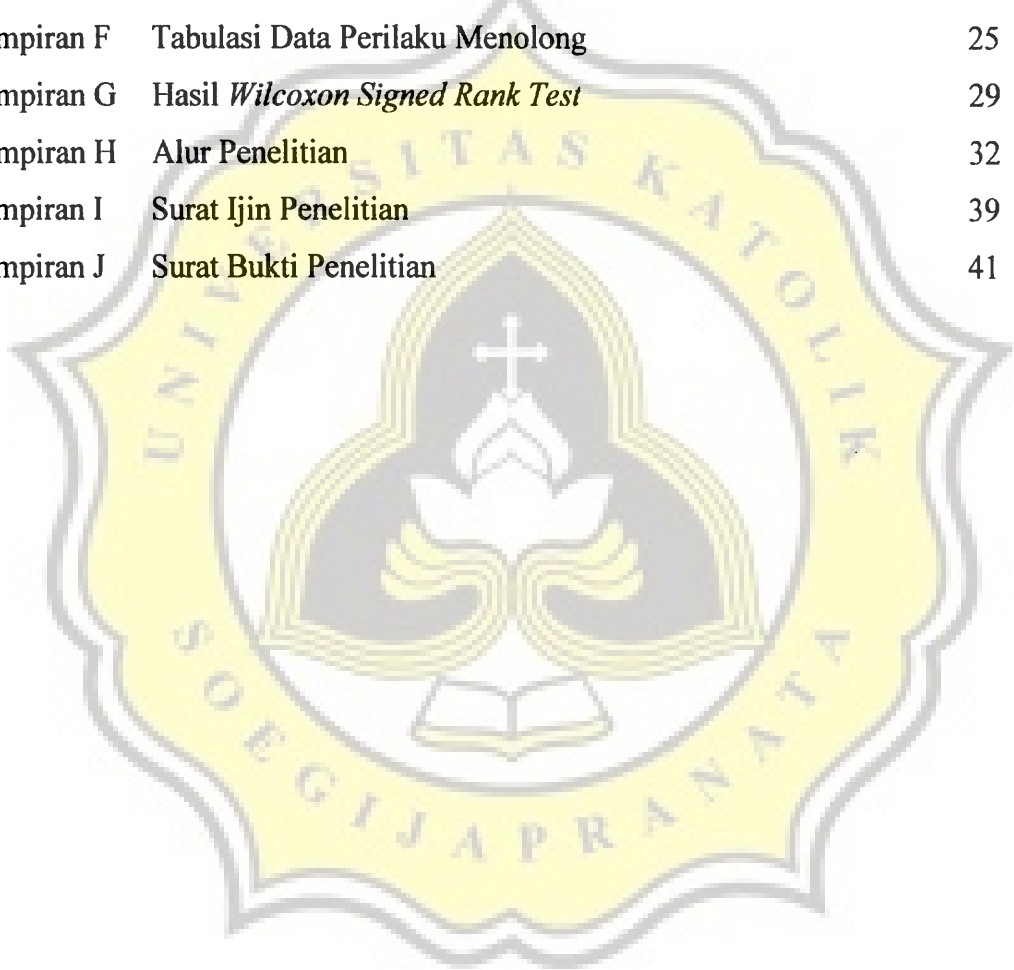 mpiran F Tabulasi Data Perilaku Menolong 25
mpiran G Hasil Wilcoxon Signed Rank Test 29
mpiran H Alur Penelitian 32
mpiran I Surat Ijin Penelitian 39
mpiran J Surat Bukti Penelitian 41
UNIVERSITAS KATOLIK
SOEGIJAPRANATA